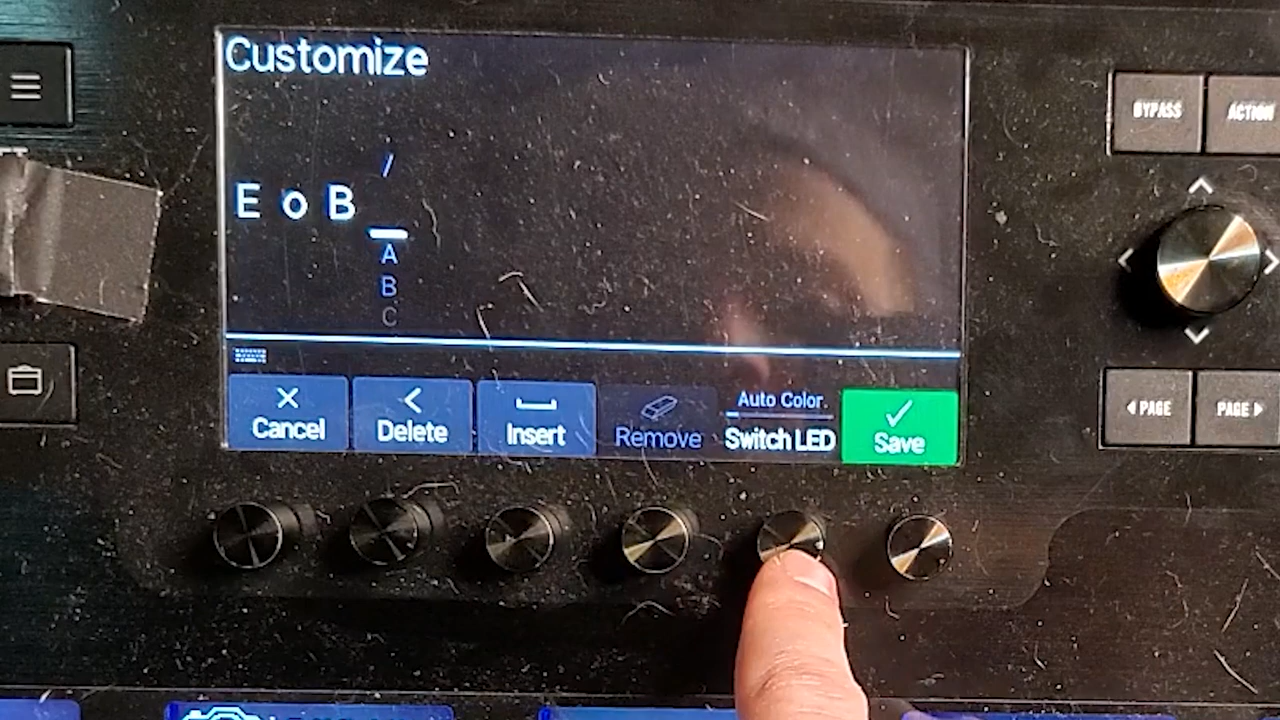 Customize
/
E o B
A
B
C
Cancel
Delete
Insert
Remove
Auto Color
Switch LED
Save
BYPASS
ACTION
PAGE
PAGE